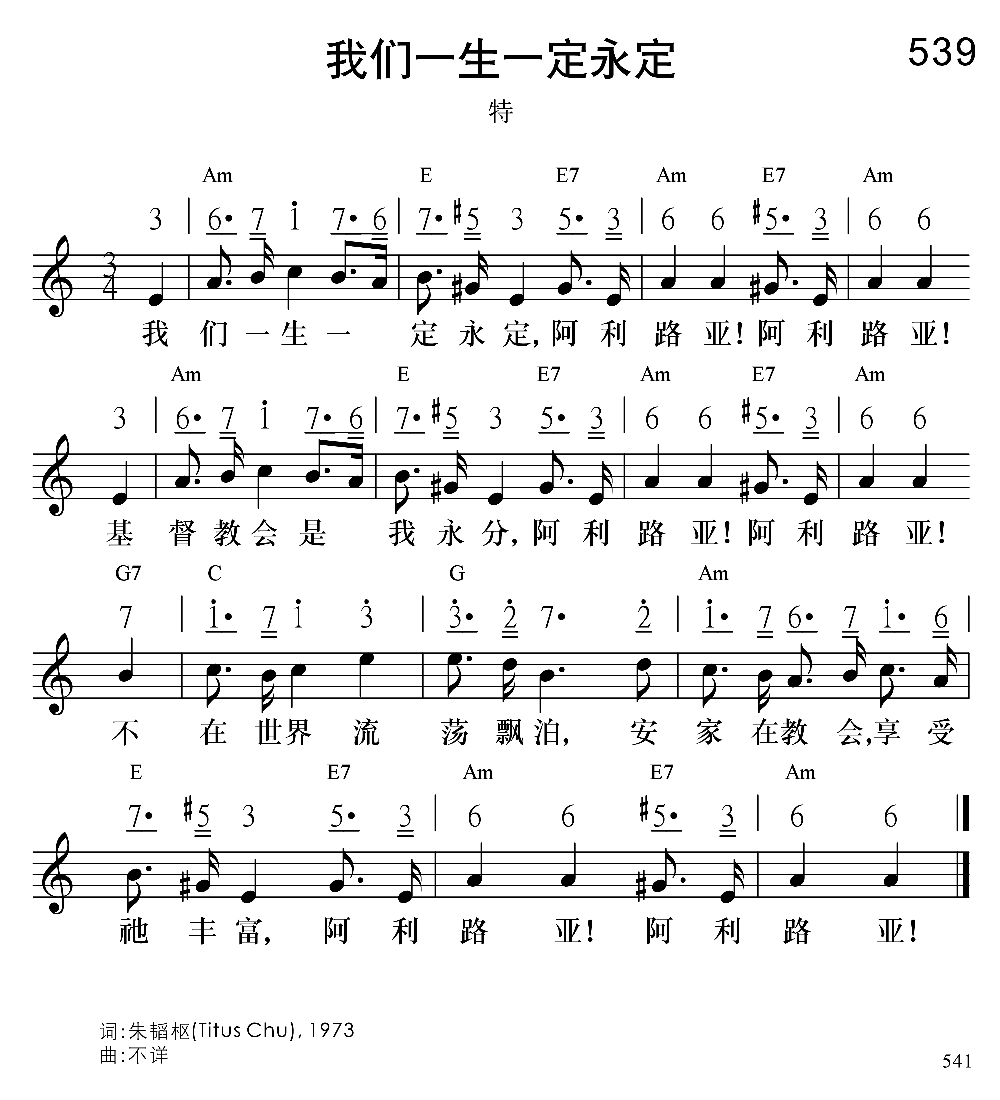 我们一生一定永定 539
特
Am E E7 Am E7 Am
3 | 6· 7 i 7· 6 | 7· #5 3 5· 3 | 6 6 #5· 3 | 6 6
3/4
我 们 一 生 一 定 永 定, 阿 利 路 亚! 阿 利 路 亚!
Am E E7 Am E7 Am
3 | 6· 7 i 7· 6 | 7· #5 3 5· 3 | 6 6 #5· 3 | 6 6
基 督 教 会 是 我 永 分, 阿 利 路 亚! 阿 利 路 亚!
G7 C G Am
7 | i· 7 i 3̇ | 3̇· 2̇ 7· 2̇ | i· 7 6· 7 i· 6 |
不 在 世 界 流 荡 飘 泊, 安 家 在 教 会, 享 受
E E7 Am E7 Am
7· #5 3 5· 3 | 6 6 #5· 3 | 6 6 ‖
祂 丰 富, 阿 利 路 亚! 阿 利 路 亚!
词:朱韬枢(Titus Chu), 1973
曲:不详
541